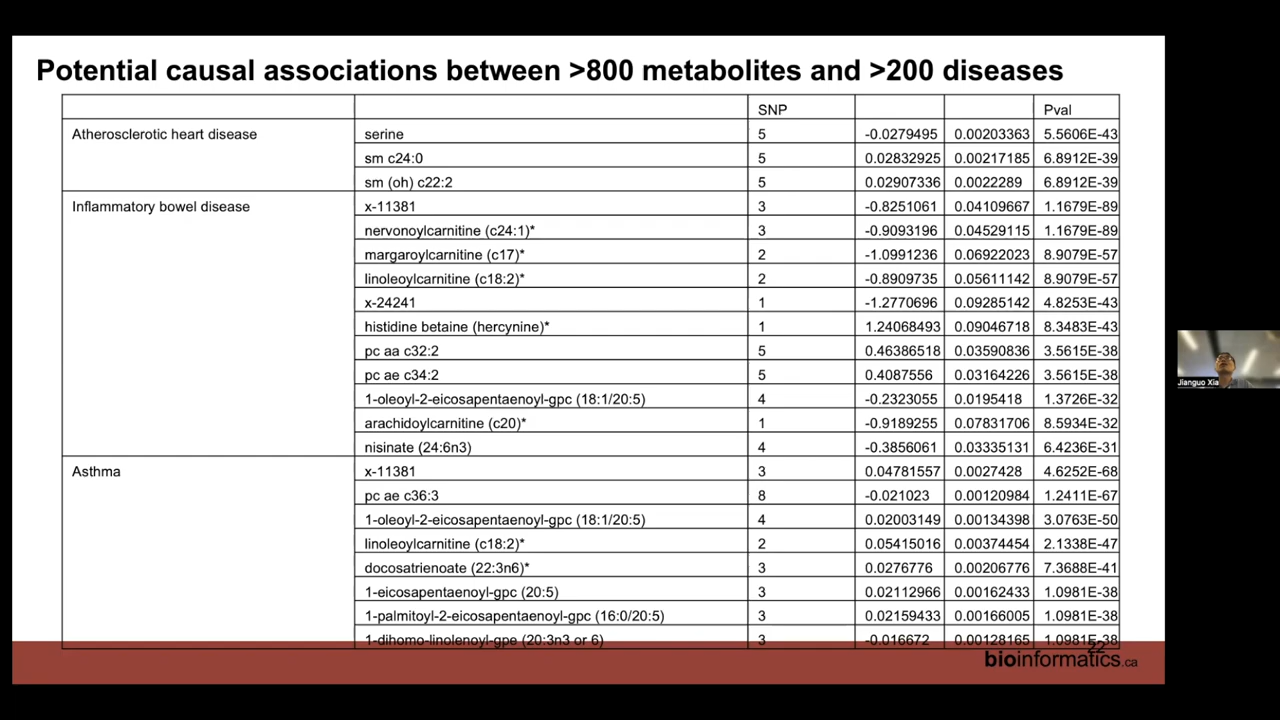 Potential causal associations between >800 metabolites and >200 diseases
SNP Pval
Atherosclerotic heart disease serine 5 -0.0279495 0.00203363 5.5606E-43
sm c24:0 5 0.02832925 0.00217185 6.8912E-39
sm (oh) c22:2 5 0.02907336 0.0022289 6.8912E-39
Inflammatory bowel disease x-11381 3 -0.8251061 0.04109667 1.1679E-89
nervonoylcarnitine (c24:1)* 3 -0.9093196 0.04529115 1.1679E-89
margaroylcarnitine (c17)* 2 -1.0991236 0.06922023 8.9079E-57
linoleoylcarnitine (c18:2)* 2 -0.8909735 0.05611142 8.9079E-57
x-24241 1 -1.2770696 0.09285142 4.8253E-43
histidine betaine (hercynine)* 1 1.24068493 0.09046718 8.3483E-43
pc aa c32:2 5 0.46386518 0.03590836 3.5615E-38
pc ae c34:2 5 0.4087556 0.03164226 3.5615E-38
1-oleoyl-2-eicosapentaenoyl-gpc (18:1/20:5) 4 -0.2323055 0.0195418 1.3726E-32
arachidoylcarnitine (c20)* 1 -0.9189255 0.07831706 8.5934E-32
nisinate (24:6n3) 4 -0.3856061 0.03335131 6.4236E-31
Asthma x-11381 3 0.04781557 0.0027428 4.6252E-68
pc ae c36:3 8 -0.021023 0.00120984 1.2411E-67
1-oleoyl-2-eicosapentaenoyl-gpc (18:1/20:5) 4 0.02003149 0.00134398 3.0763E-50
linoleoylcarnitine (c18:2)* 2 0.05415016 0.00374454 2.1338E-47
docosatrienoate (22:3n6)* 3 0.0276776 0.00206776 7.3688E-41
1-eicosapentaenoyl-gpc (20:5) 3 0.02112966 0.00162433 1.0981E-38
1-palmitoyl-2-eicosapentaenoyl-gpc (16:0/20:5) 3 0.02159433 0.00166005 1.0981E-38
1-dihomo-linolenoyl-gpe (20:3n3 or 6) 3 -0.016672 0.00128165 1.0981E-38
22
bioinformatics.ca
Jianguo Xia